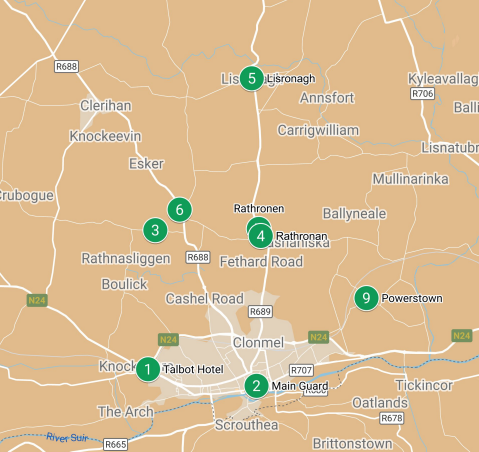 R688
5
Lisronagh
Kyleavallag
R706
Annsfort
Clerihan
Balli
Knockeevin
Carrigwilliam
Lisnatubr
Esker
Mullinarinka
Crubogue
6
Rathronen
Ballyneale
3
4
Rathronan
Rathnasliggen
R688
Fethard Road
Boulick
N24
Cashel Road
9
Powerstown
R689
N24
Clonmel
N24
N24
1
Talbot Hotel
R707
2
Main Guard
Tickincor
The Arch
Oatlands
R678
Scrouthea
River Suir
R665
Brittonstown